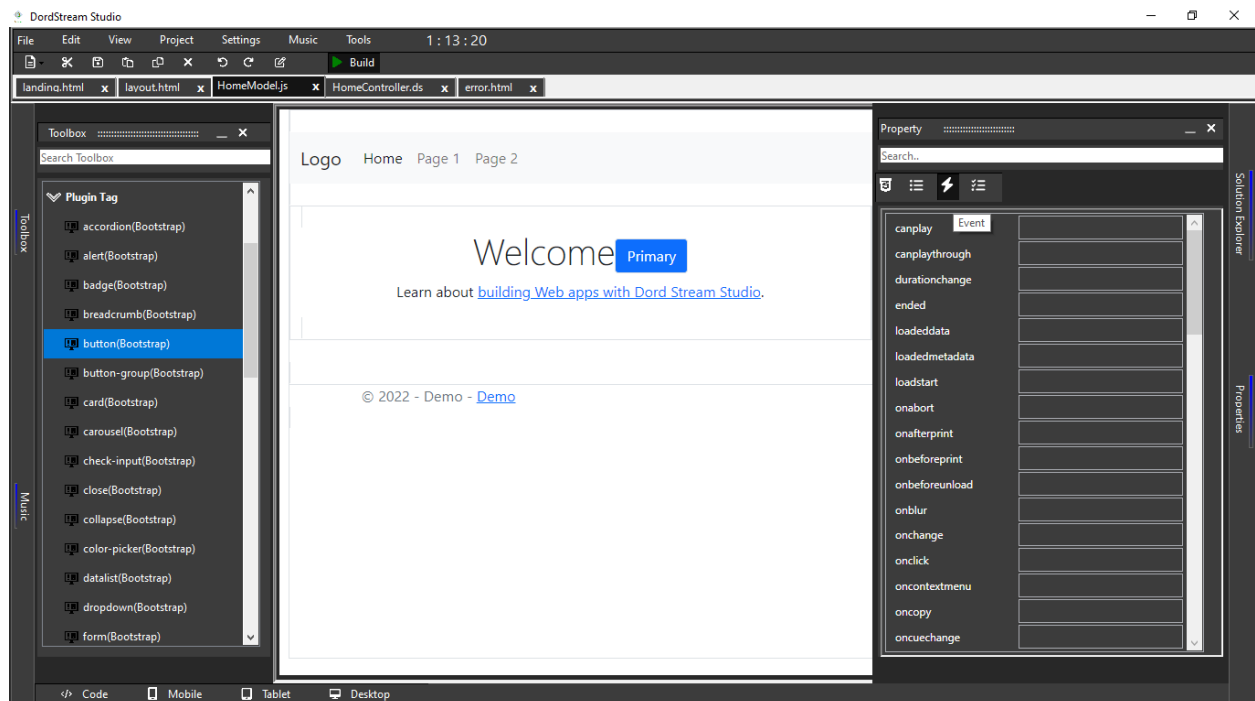 DordStream Studio
File Edit View Project Settings Music Tools 1 : 13 : 20
Build
landing.html x layout.html x HomeModel.js x HomeController.ds x error.html x
Toolbox
Search Toolbox
Plugin Tag
accordion(Bootstrap)
alert(Bootstrap)
badge(Bootstrap)
breadcrumb(Bootstrap)
button(Bootstrap)
button-group(Bootstrap)
card(Bootstrap)
carousel(Bootstrap)
check-input(Bootstrap)
close(Bootstrap)
collapse(Bootstrap)
color-picker(Bootstrap)
datalist(Bootstrap)
dropdown(Bootstrap)
form(Bootstrap)
Toolbox
Music
Logo Home Page 1 Page 2
Welcome Primary
Learn about building Web apps with Dord Stream Studio.
© 2022 - Demo - Demo
Property
Search..
Event
canplay
canplaythrough
durationchange
ended
loadeddata
loadedmetadata
loadstart
onabort
onafterprint
onbeforeprint
onbeforeunload
onblur
onchange
onclick
oncontextmenu
oncopy
oncuechange
Solution Explorer
Properties
Code Mobile Tablet Desktop